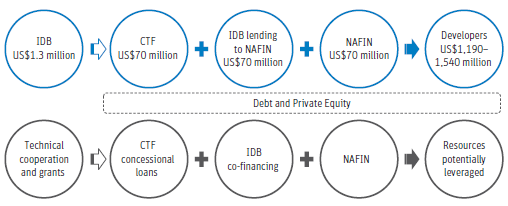 IDB
US$1.3 million
CTF
US$70 million
IDB lending
to NAFIN
US$70 million
NAFIN
US$70 million
Developers
US$1,190–
1,540 million
Debt and Private Equity
Technical
cooperation
and grants
CTF
concessional
loans
IDB
co-financing
NAFIN
Resources
potentially
leveraged